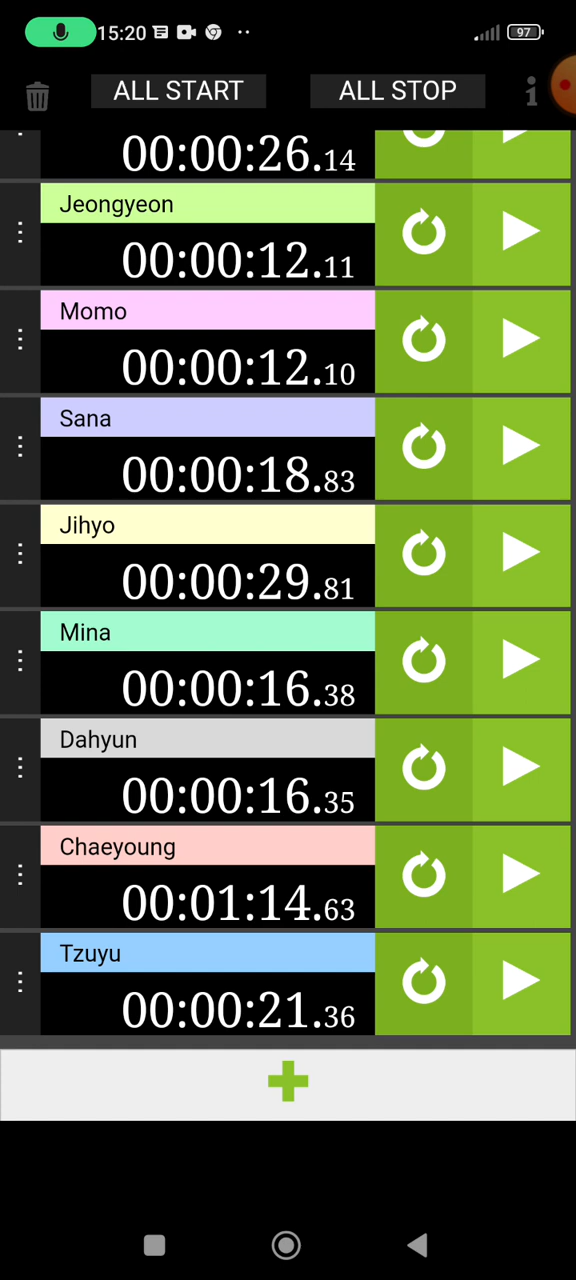 15:20
97
ALL START
ALL STOP
00:00:26.14
Jeongyeon
00:00:12.11
Momo
00:00:12.10
Sana
00:00:18.83
Jihyo
00:00:29.81
Mina
00:00:16.38
Dahyun
00:00:16.35
Chaeyoung
00:01:14.63
Tzuyu
00:00:21.36